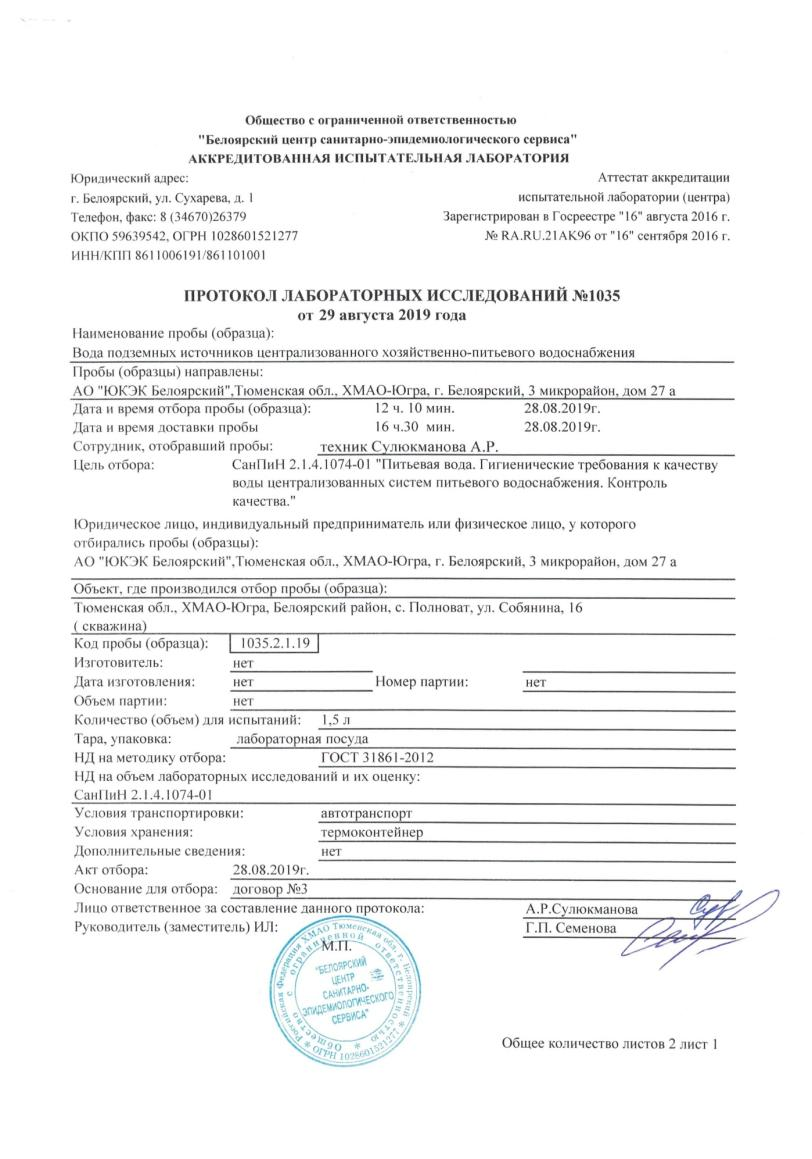 Общество с ограниченной ответственностью
"Белоярский центр санитарно-эпидемиологического сервиса"
АККРЕДИТОВАННАЯ ИСПЫТАТЕЛЬНАЯ ЛАБОРАТОРИЯ
Юридический адрес:
г. Белоярский, ул. Сухарева, д. 1
Телефон, факс: 8 (34670)26379
ОКПО 59639542, ОГРН 1028601521277
ИНН/КПП 8611006191/861101001
Аттестат аккредитации
испытательной лаборатории (центра)
Зарегистрирован в Госреестре "16" августа 2016 г.
№ RA.RU.21АК96 от "16" сентября 2016 г.
ПРОТОКОЛ ЛАБОРАТОРНЫХ ИССЛЕДОВАНИЙ №1035
от 29 августа 2019 года
Наименование пробы (образца):
Вода подземных источников централизованного хозяйственно-питьевого водоснабжения
Пробы (образцы) направлены:
АО "ЮКЭК Белоярский",Тюменская обл., ХМАО-Югра, г. Белоярский, 3 микрорайон, дом 27 а
Дата и время отбора пробы (образца): 12 ч. 10 мин. 28.08.2019г.
Дата и время доставки пробы 16 ч.30 мин. 28.08.2019г.
Сотрудник, отобравший пробы: техник Сулюкманова А.Р.
Цель отбора: СанПиН 2.1.4.1074-01 "Питьевая вода. Гигиенические требования к качеству
воды централизованных систем питьевого водоснабжения. Контроль
качества."
Юридическое лицо, индивидуальный предприниматель или физическое лицо, у которого
отбирались пробы (образцы):
АО "ЮКЭК Белоярский",Тюменская обл., ХМАО-Югра, г. Белоярский, 3 микрорайон, дом 27 а
Объект, где производился отбор пробы (образца):
Тюменская обл., ХМАО-Югра, Белоярский район, с. Полноват, ул. Собянина, 16
( скважина)
Код пробы (образца): 1035.2.1.19
Изготовитель: нет
Дата изготовления: нет Номер партии: нет
Объем партии: нет
Количество (объем) для испытаний: 1,5 л
Тара, упаковка: лабораторная посуда
НД на методику отбора: ГОСТ 31861-2012
НД на объем лабораторных исследований и их оценку:
СанПиН 2.1.4.1074-01
Условия транспортировки: автотранспорт
Условия хранения: термоконтейнер
Дополнительные сведения: нет
Акт отбора: 28.08.2019г.
Основание для отбора: договор №3
Лицо ответственное за составление данного протокола: А.Р.Сулюкманова
Руководитель (заместитель) ИЛ: Г.П. Семенова
М.П.
Российская Федерация ХМАО Тюменская обл. г. Белоярский
* ОГРН 1028601521277 *
Общество с ограниченной ответственностью *
"БЕЛОЯРСКИЙ
ЦЕНТР
САНИТАРНО-
ЭПИДЕМИОЛОГИЧЕСКОГО
СЕРВИСА"
Общее количество листов 2 лист 1